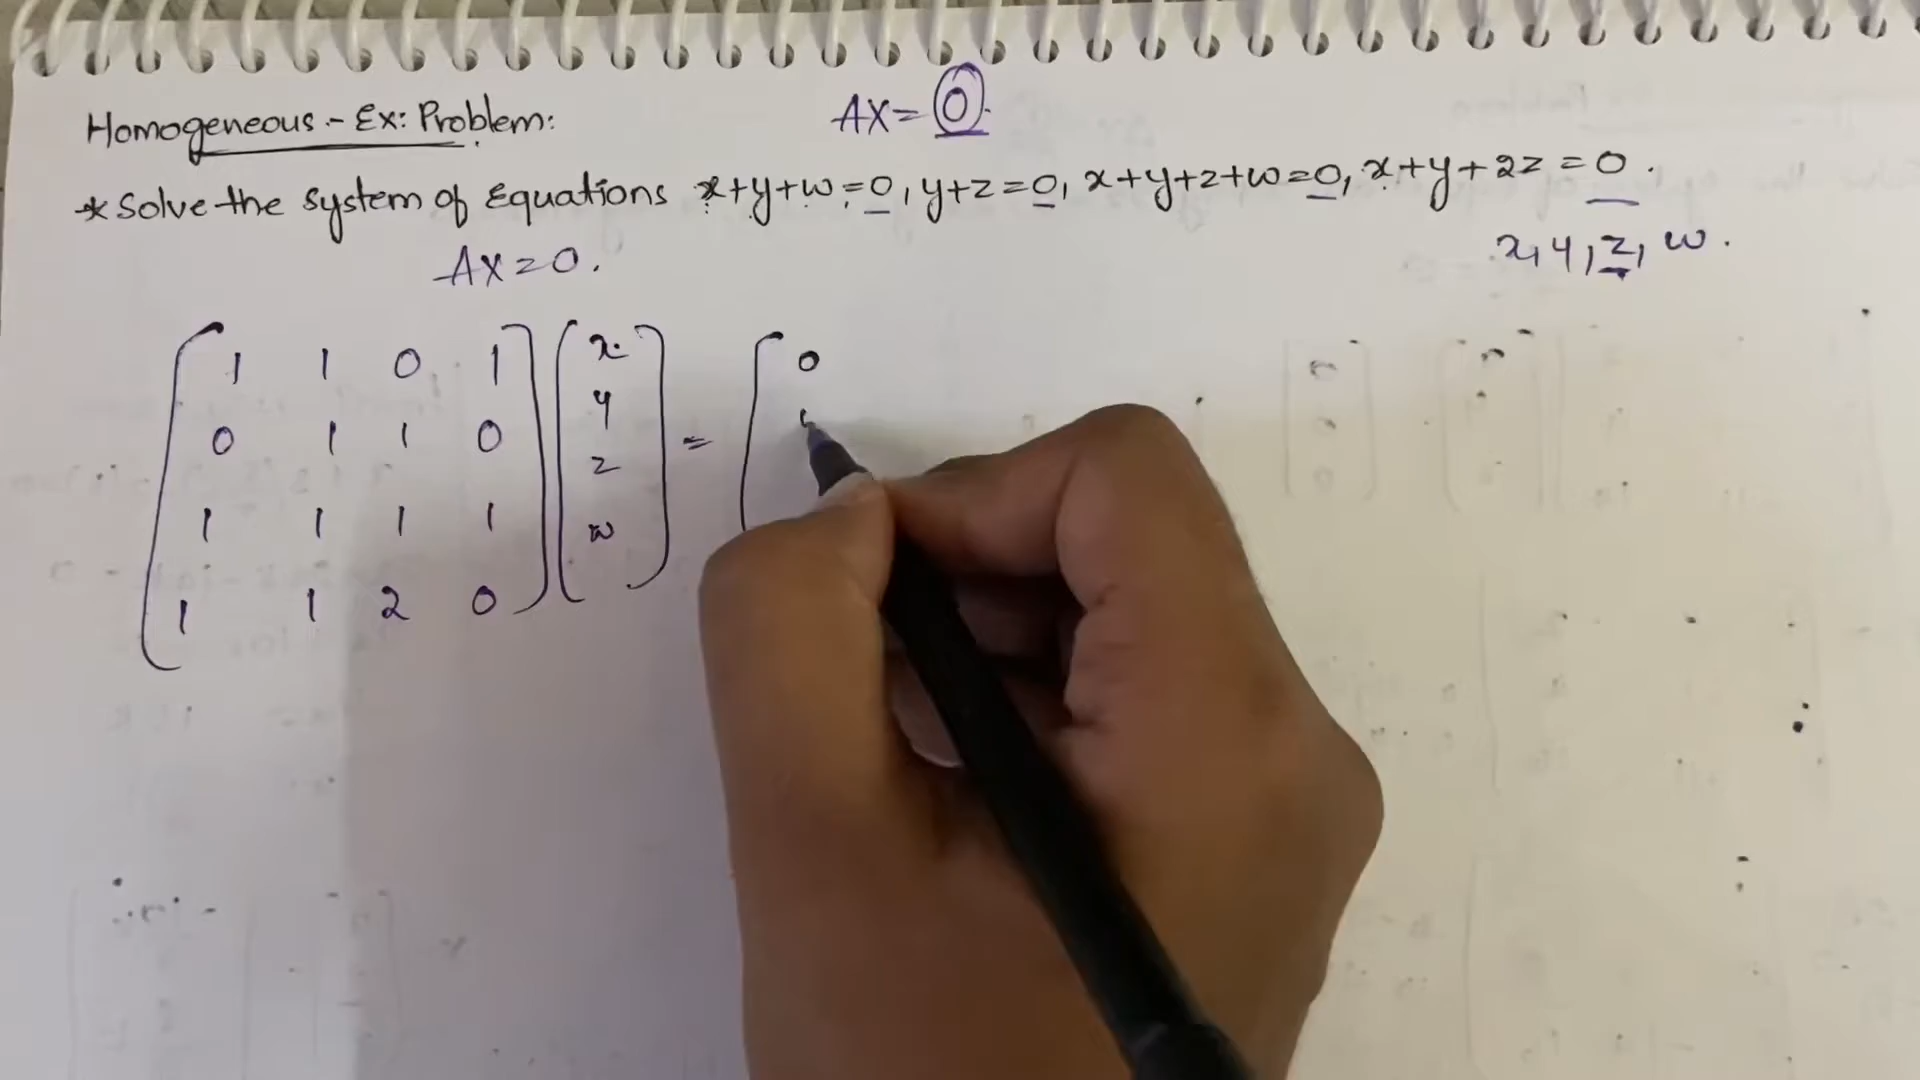 Homogeneous - Ex: Problem: AX = 0.
* Solve the system of Equations x+y+w=0, y+z=0, x+y+z+w=0, x+y+2z=0.
AX=0. x, y, z, w.
1 1 0 1 x = 0
0 1 1 0 y
1 1 1 1 z
1 1 2 0 w